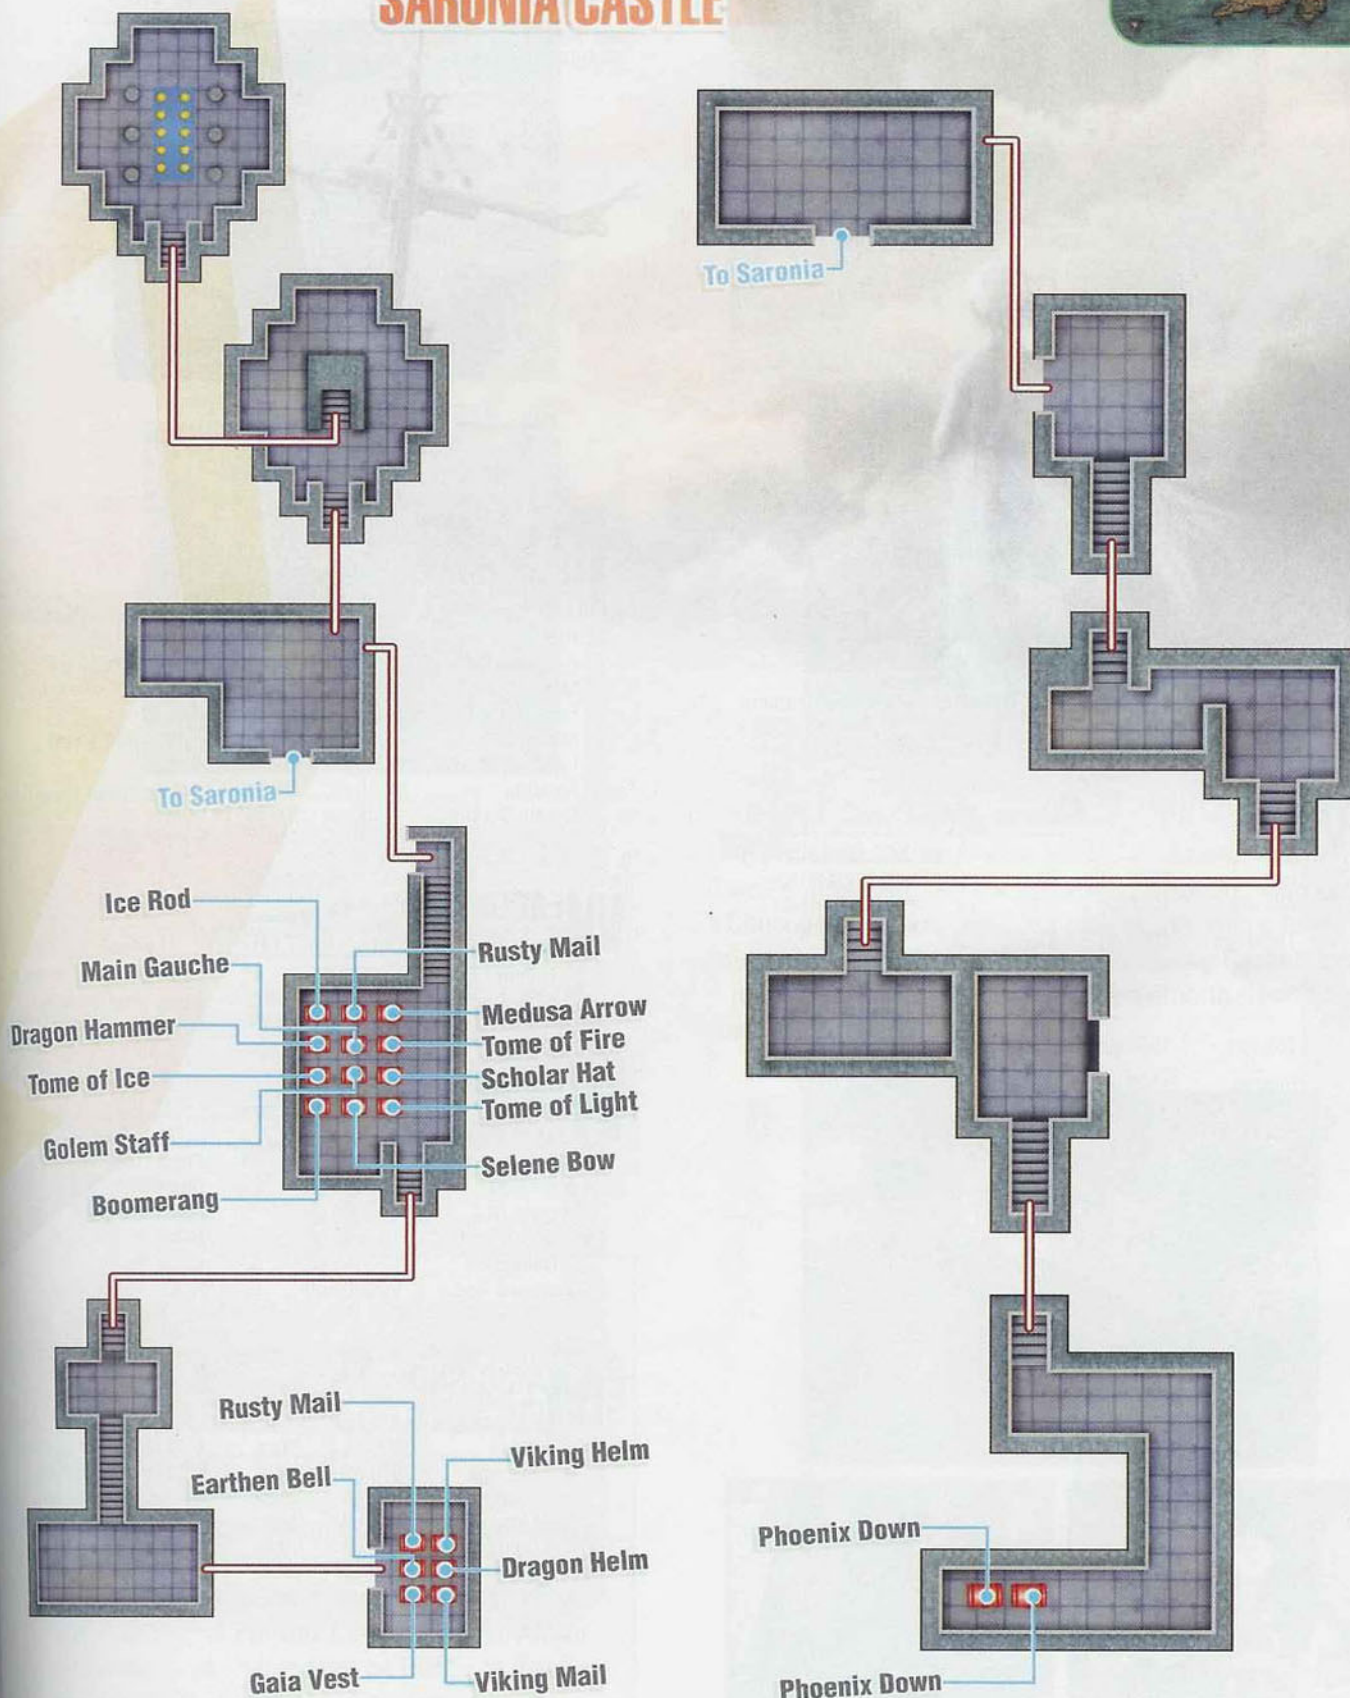 SARONIA CASTLE
To Saronia
To Saronia
Ice Rod
Main Gauche
Dragon Hammer
Tome of Ice
Golem Staff
Boomerang
Rusty Mail
Medusa Arrow
Tome of Fire
Scholar Hat
Tome of Light
Selene Bow
Rusty Mail
Earthen Bell
Gaia Vest
Viking Helm
Dragon Helm
Viking Mail
Phoenix Down
Phoenix Down